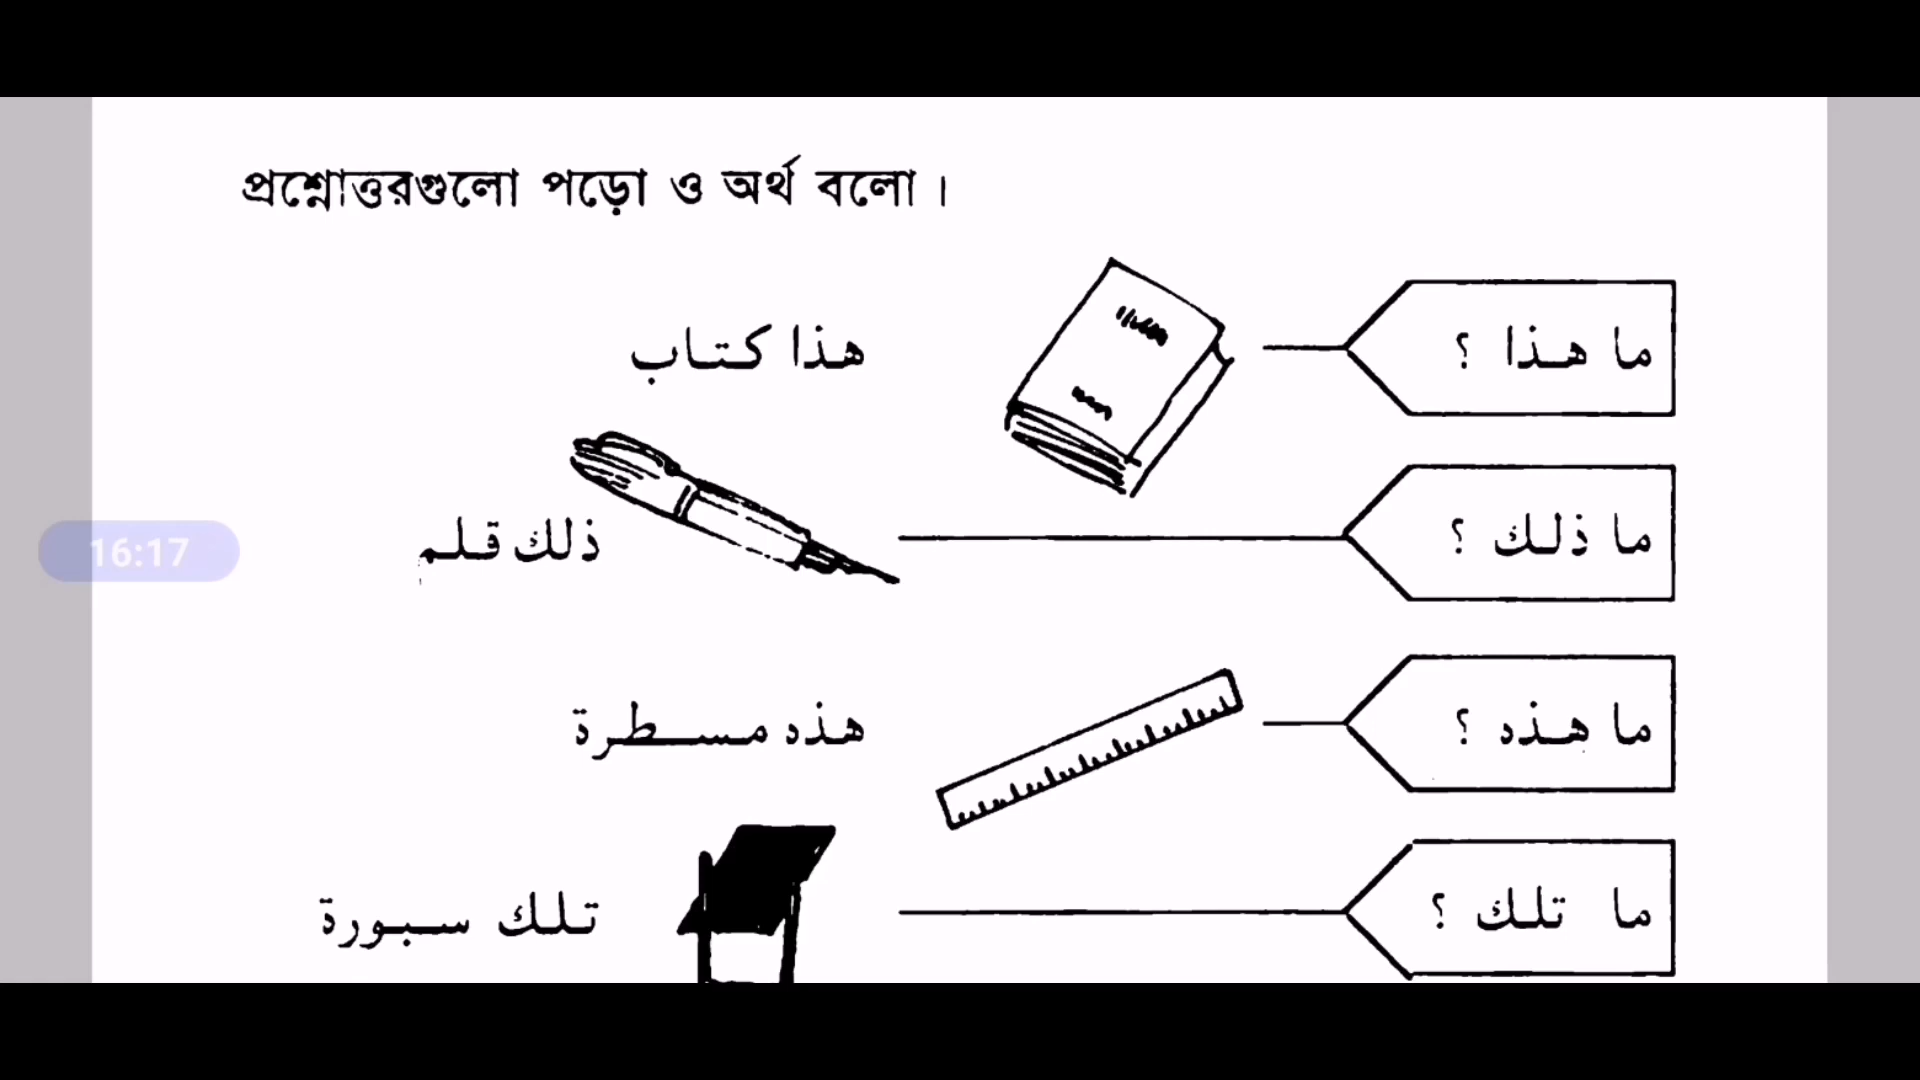 প্রশ্নোত্তরগুলো পড়ো ও অর্থ বলো ।
ما هذا ؟ هذا كتاب
ما ذلك ؟ ذلك قلم
16:17
ما هذه ؟ هذه مسطرة
ما تلك ؟ تلك سبورة